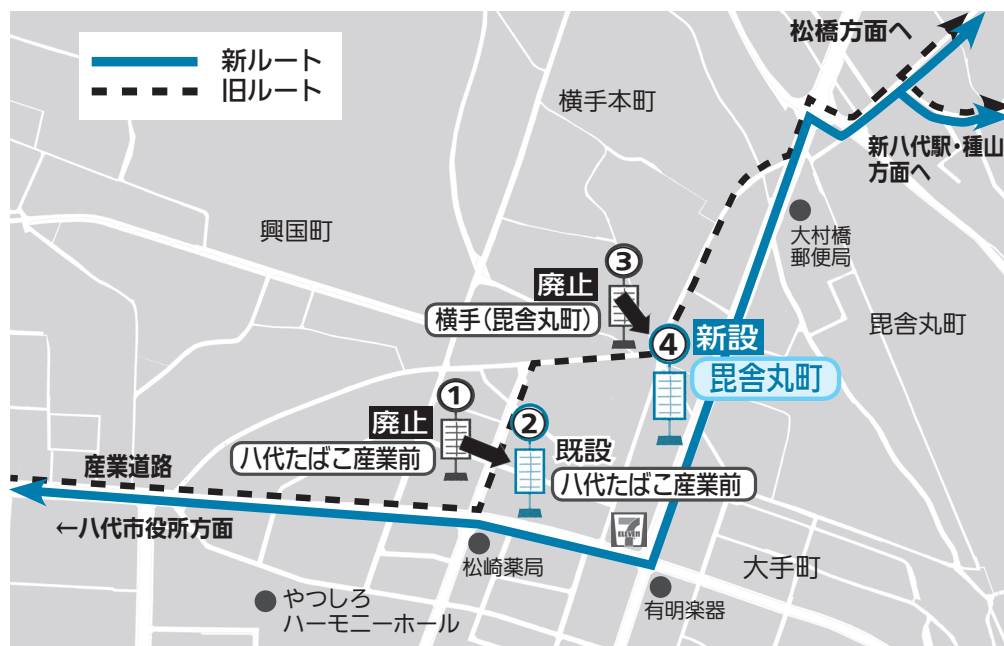 新ルート
旧ルート
松橋方面へ
横手本町
新八代駅・種山
方面へ
大村橋
郵便局
興国町
③
廃止
横手(毘舎丸町)
④
新設
毘舎丸町
毘舎丸町
①
廃止
八代たばこ産業前
②
既設
八代たばこ産業前
産業道路
←八代市役所方面
7
ELEVEN
松崎薬局
大手町
有明楽器
やつしろ
ハーモニーホール